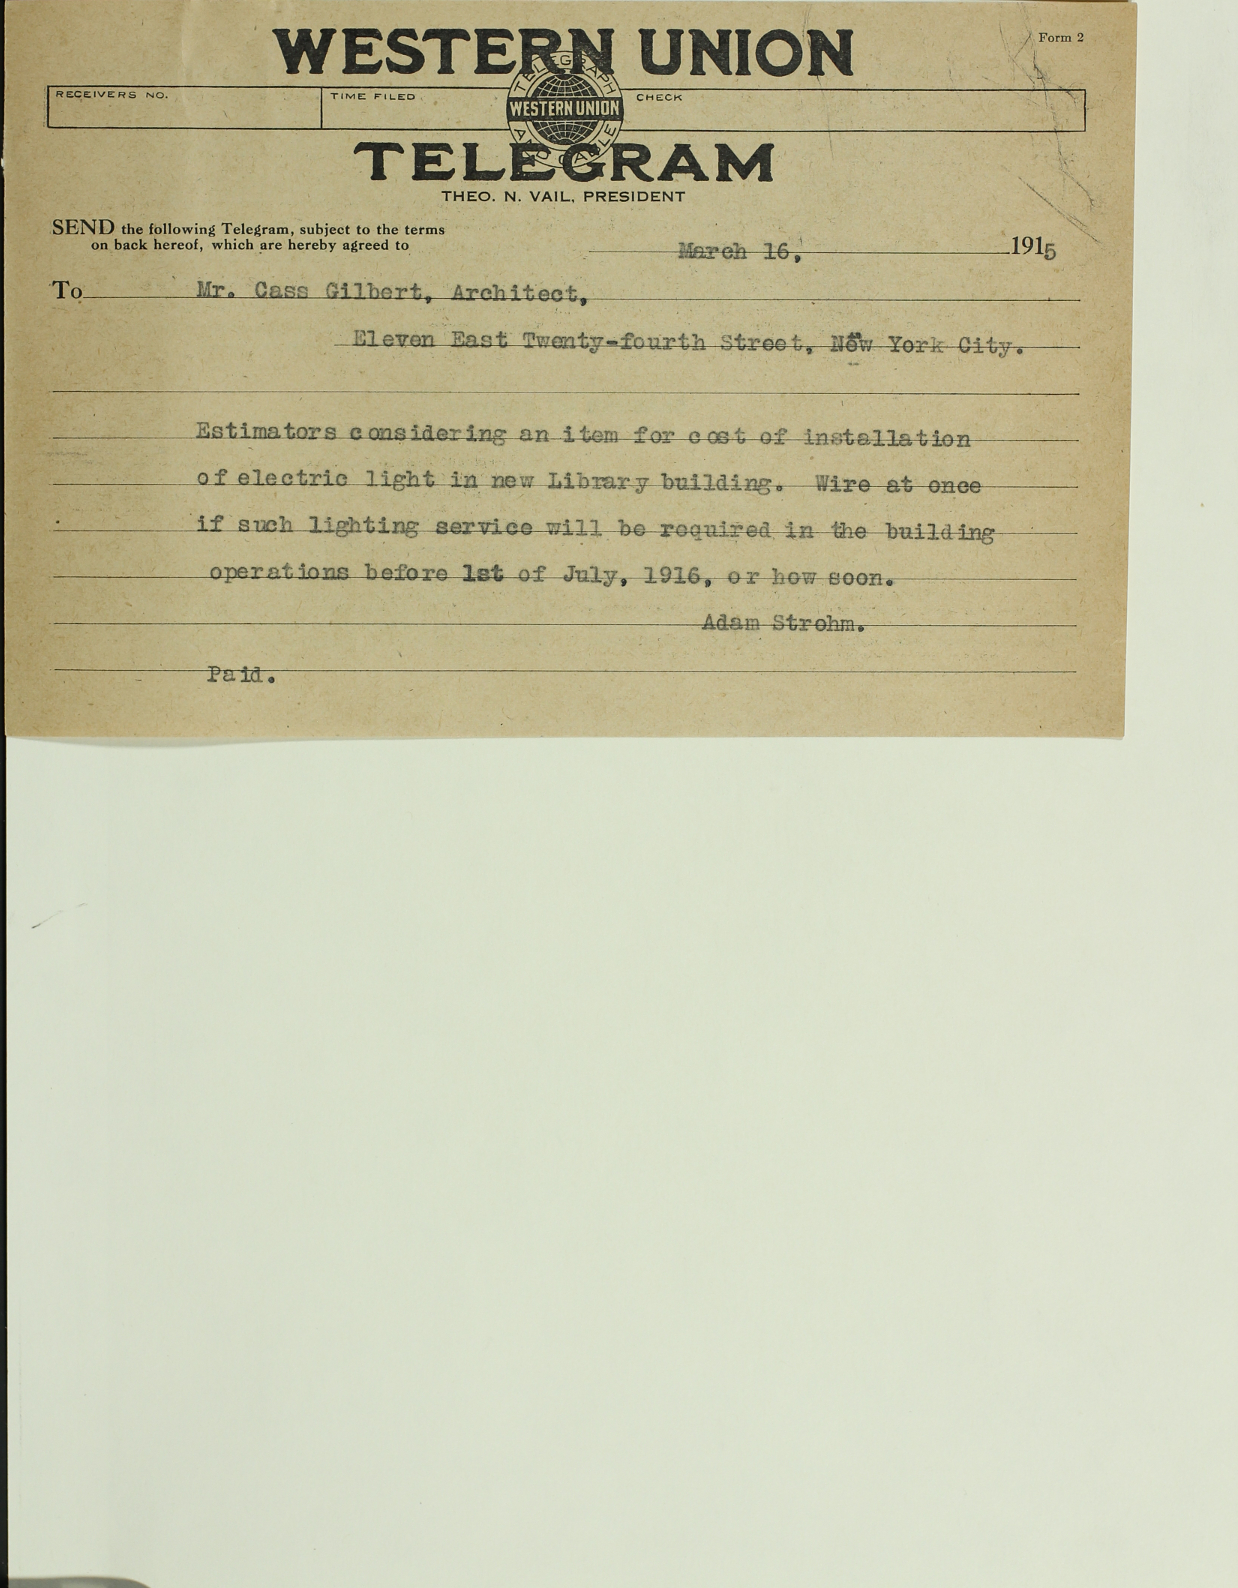 Form 2
WESTERN UNION
TELEGRAPH AND CABLE
WESTERN UNION
RECEIVERS NO.
TIME FILED
CHECK
TELEGRAM
THEO. N. VAIL, PRESIDENT
SEND the following Telegram, subject to the terms
on back hereof, which are hereby agreed to
March 16, 1915
To Mr. Cass Gilbert, Architect,
Eleven East Twenty-fourth Street, New York City.
Estimators considering an item for cost of installation
of electric light in new Library building. Wire at once
if such lighting service will be required in the building
operations before 1st of July, 1916, or how soon.
Adam Strohm.
Paid.